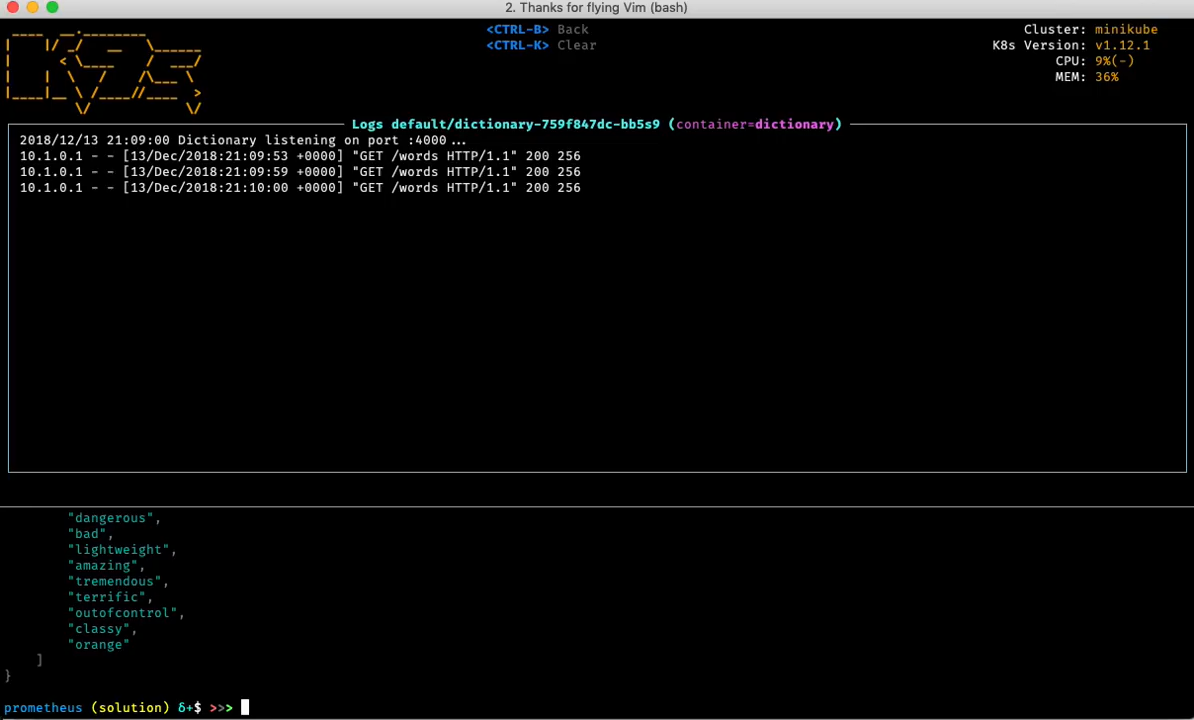 2. Thanks for flying Vim (bash)
<CTRL-B> Back
<CTRL-K> Clear
Cluster: minikube
K8s Version: v1.12.1
CPU: 9%(-)
MEM: 36%
Logs default/dictionary-759f847dc-bb5s9 (container=dictionary)
2018/12/13 21:09:00 Dictionary listening on port :4000...
10.1.0.1 - - [13/Dec/2018:21:09:53 +0000] "GET /words HTTP/1.1" 200 256
10.1.0.1 - - [13/Dec/2018:21:09:59 +0000] "GET /words HTTP/1.1" 200 256
10.1.0.1 - - [13/Dec/2018:21:10:00 +0000] "GET /words HTTP/1.1" 200 256
"dangerous",
"bad",
"lightweight",
"amazing",
"tremendous",
"terrific",
"outofcontrol",
"classy",
"orange"
]
}
prometheus (solution) δ+$ >>>